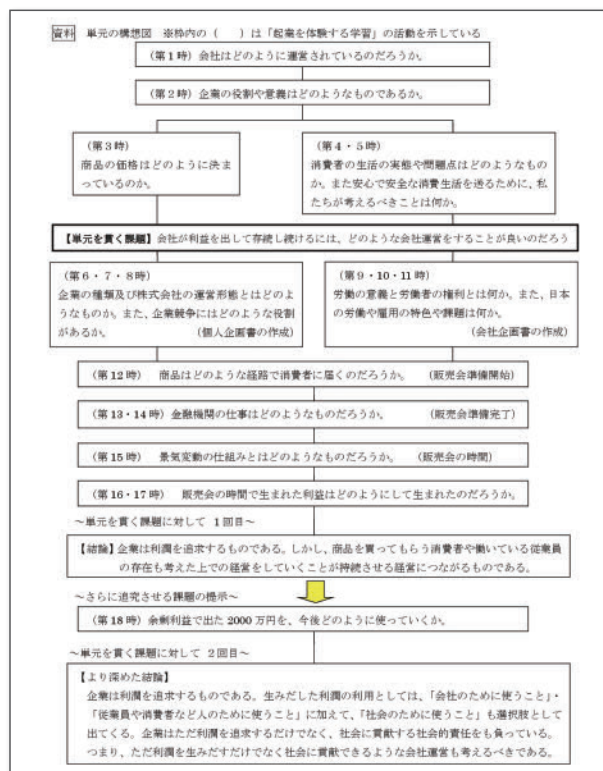 資料 単元の構想図 ※枠内の（ ）は「起業を体験する学習」の活動を示している
（第１時）会社はどのように運営されているのだろうか。
（第２時）企業の役割や意義はどのようなものであるか。
（第３時）
商品の価格はどのように決ま
っているのか。
（第４・５時）
消費者の生活の実態や問題点はどのようなもの
か。また安心で安全な消費生活を送るために、私
たちが考えるべきことは何か。
【単元を貫く課題】会社が利益を出して存続し続けるには、どのような会社運営をすることが良いのだろう
（第６・７・８時）
企業の種類及び株式会社の運営形態とはどのよ
うなものか。また、企業競争にはどのような役割
があるか。 （個人企画書の作成）
（第９・10・11時）
労働の意義と労働者の権利とは何か。また、日本
の労働や雇用の特色や課題は何か。
（会社企画書の作成）
（第12時） 商品はどのような経路で消費者に届くのだろうか。 （販売会準備開始）
（第13・14時）金融機関の仕事はどのようなものだろうか。 （販売会準備完了）
（第15時） 景気変動の仕組みとはどのようなものだろうか。 （販売会の時間）
（第16・17時） 販売会の時間で生まれた利益はどのようにして生まれたのだろうか。
～単元を貫く課題に対して １回目～
【結論】企業は利潤を追求するものである。しかし、商品を買ってもらう消費者や働いている従業員
の存在も考えた上での経営をしていくことが持続させる経営につながるものである。
～さらに追究させる課題の提示～
（第18時）余剰利益で出た2000万円を、今後どのように使っていくか。
～単元を貫く課題に対して ２回目～
【より深めた結論】
企業は利潤を追求するものである。生みだした利潤の利用としては、「会社のために使うこと」・
「従業員や消費者など人のために使うこと」に加えて、「社会のために使うこと」も選択肢として
出てくる。企業はただ利潤を追求するだけでなく、社会に貢献する社会的責任をも負っている。
つまり、ただ利潤を生みだすだけでなく社会に貢献できるような会社運営も考えるべきである。